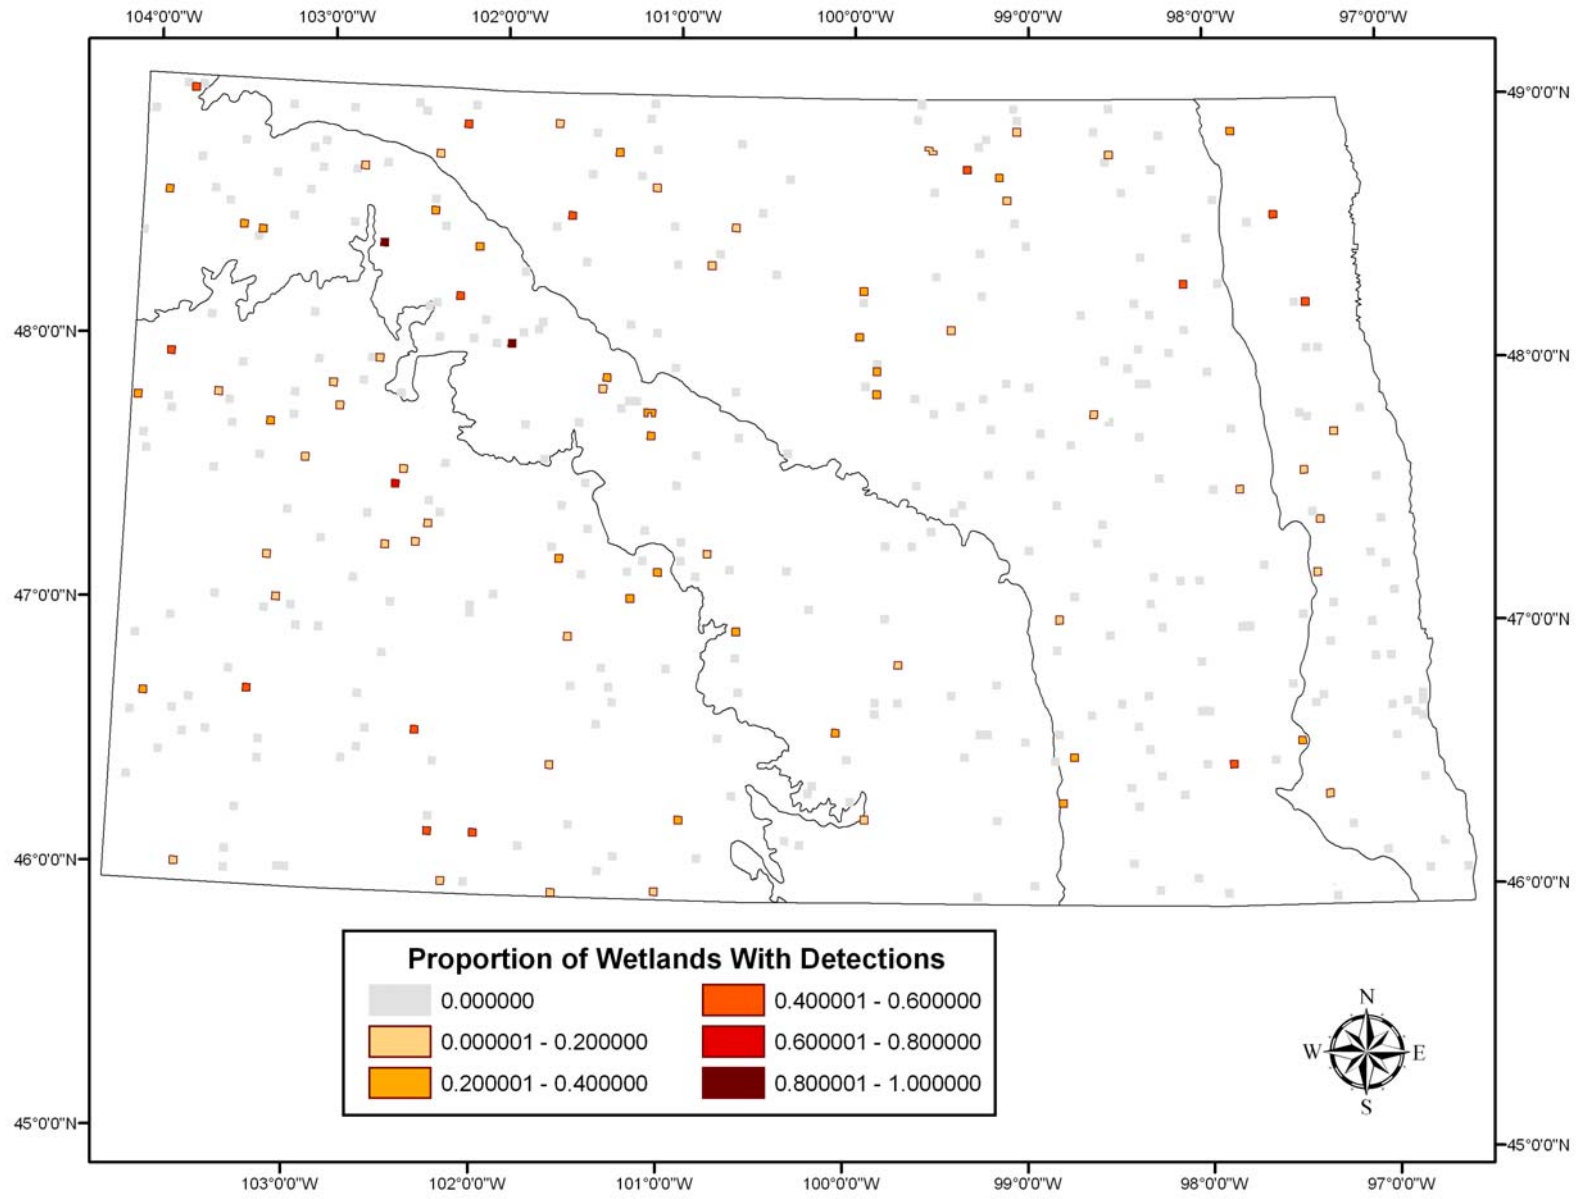 104°0'0"W 103°0'0"W 102°0'0"W 101°0'0"W 100°0'0"W 99°0'0"W 98°0'0"W 97°0'0"W
49°0'0"N
48°0'0"N
48°0'0"N
47°0'0"N
47°0'0"N
46°0'0"N
46°0'0"N
Proportion of Wetlands With Detections
0.000000 0.400001 - 0.600000
0.000001 - 0.200000 0.600001 - 0.800000
0.200001 - 0.400000 0.800001 - 1.000000
N
W E
S
45°0'0"N
45°0'0"N
103°0'0"W 102°0'0"W 101°0'0"W 100°0'0"W 99°0'0"W 98°0'0"W 97°0'0"W